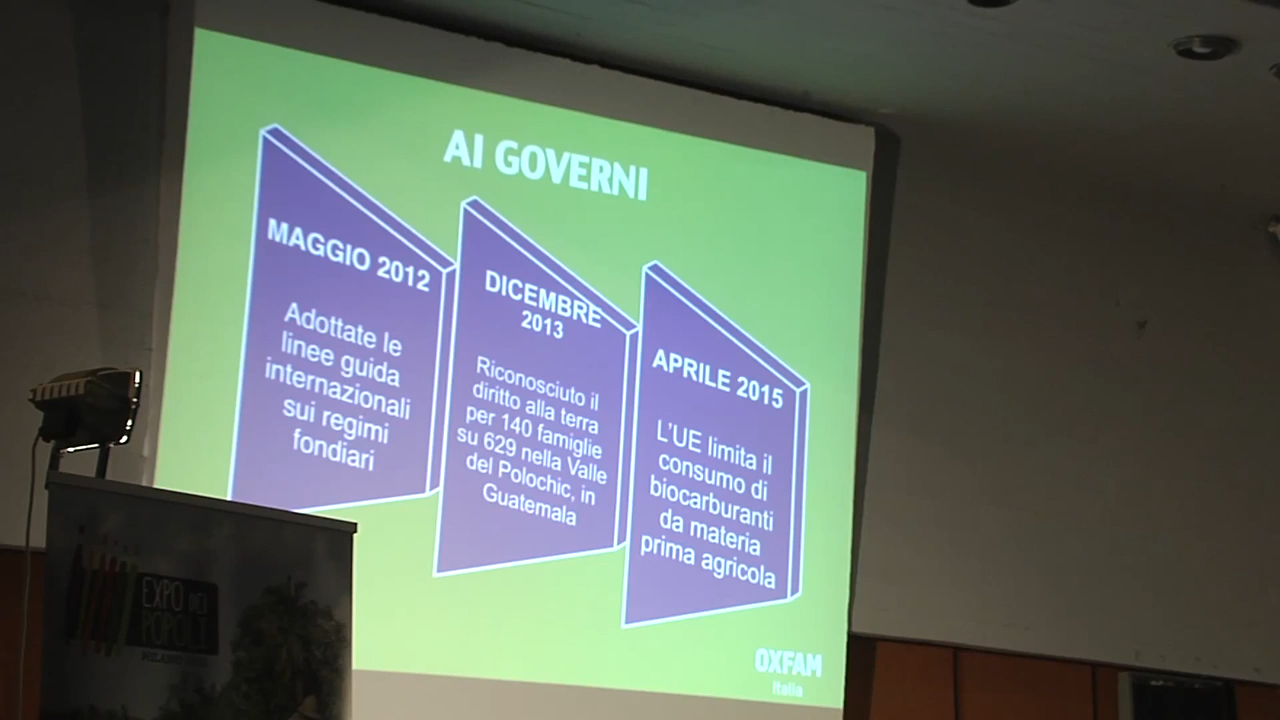 AI GOVERNI
MAGGIO 2012
Adottate le
linee guida
internazionali
sui regimi
fondiari
DICEMBRE
2013
Riconosciuto il
diritto alla terra
per 140 famiglie
su 629 nella Valle
del Polochic, in
Guatemala
APRILE 2015
L'UE limita il
consumo di
biocarburanti
da materia
prima agricola
OXFAM
Italia
EXPO DEI
POPOLI